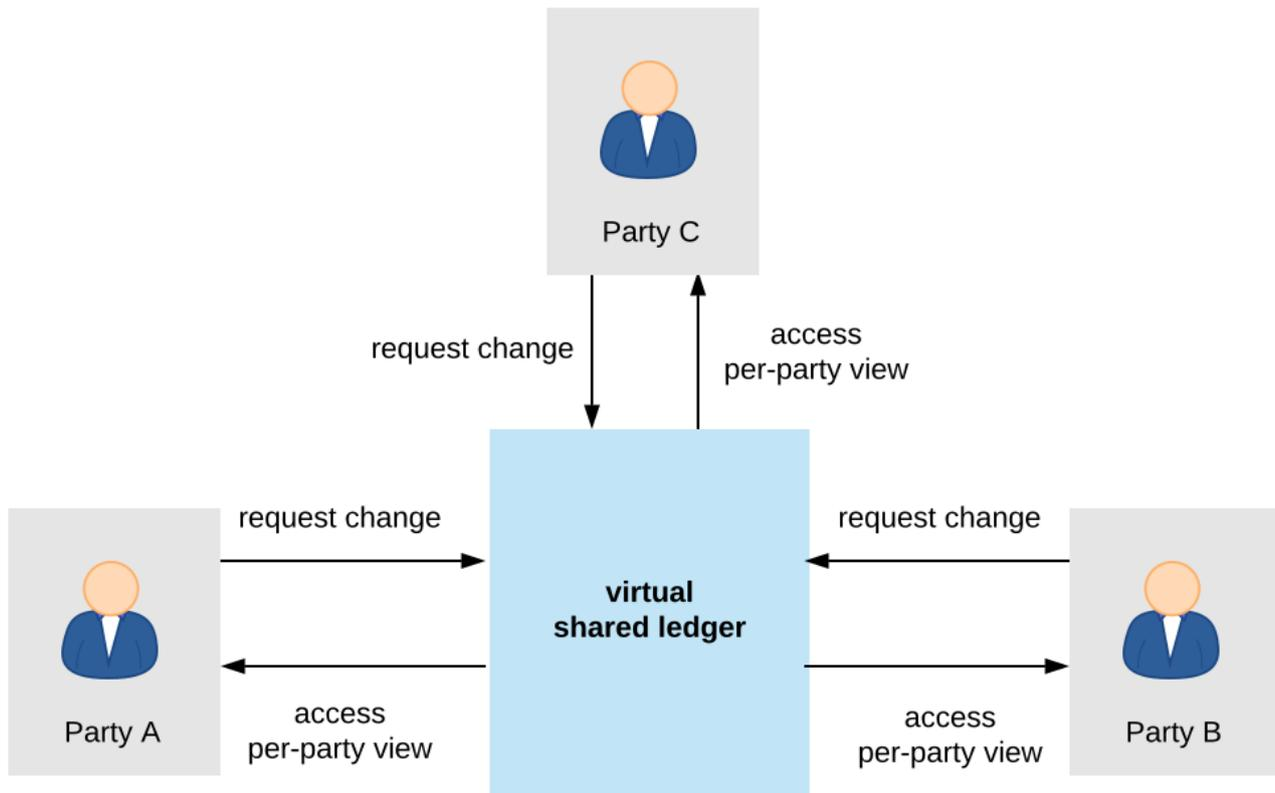 Party C
request change
access
per-party view
request change
request change
virtual
shared ledger
access
per-party view
access
per-party view
Party A
Party B